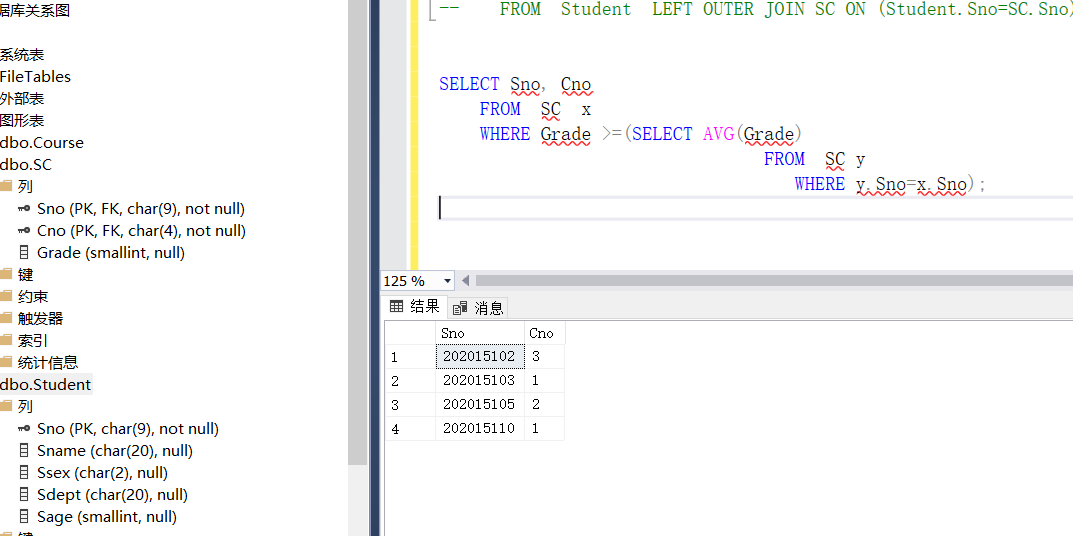 据库关系图
系统表
FileTables
外部表
图形表
dbo.Course
dbo.SC
列
Sno (PK, FK, char(9), not null)
Cno (PK, FK, char(4), not null)
Grade (smallint, null)
键
约束
触发器
索引
统计信息
dbo.Student
列
Sno (PK, char(9), not null)
Sname (char(20), null)
Ssex (char(2), null)
Sdept (char(20), null)
Sage (smallint, null)
-- FROM Student LEFT OUTER JOIN SC ON (Student.Sno=SC.Sno)
SELECT Sno, Cno
FROM SC x
WHERE Grade >=(SELECT AVG(Grade)
FROM SC y
WHERE y.Sno=x.Sno);
125 %
结果 消息
Sno Cno
1 202015102 3
2 202015103 1
3 202015105 2
4 202015110 1